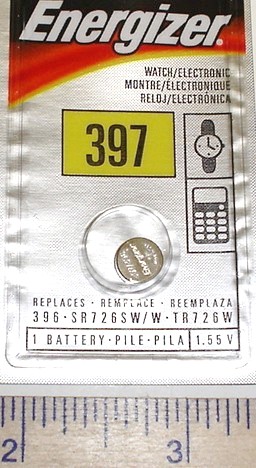 Energizer
WATCH/ELECTRONIC
MONTRE/ÉLECTRONIQUE
RELOJ/ELECTRÓNICA
397
Energizer
REPLACES · REMPLACE · REEMPLAZA
396 · SR726SW/W · TR726W
1 BATTERY · PILE · PILA 1.55 V
2 3